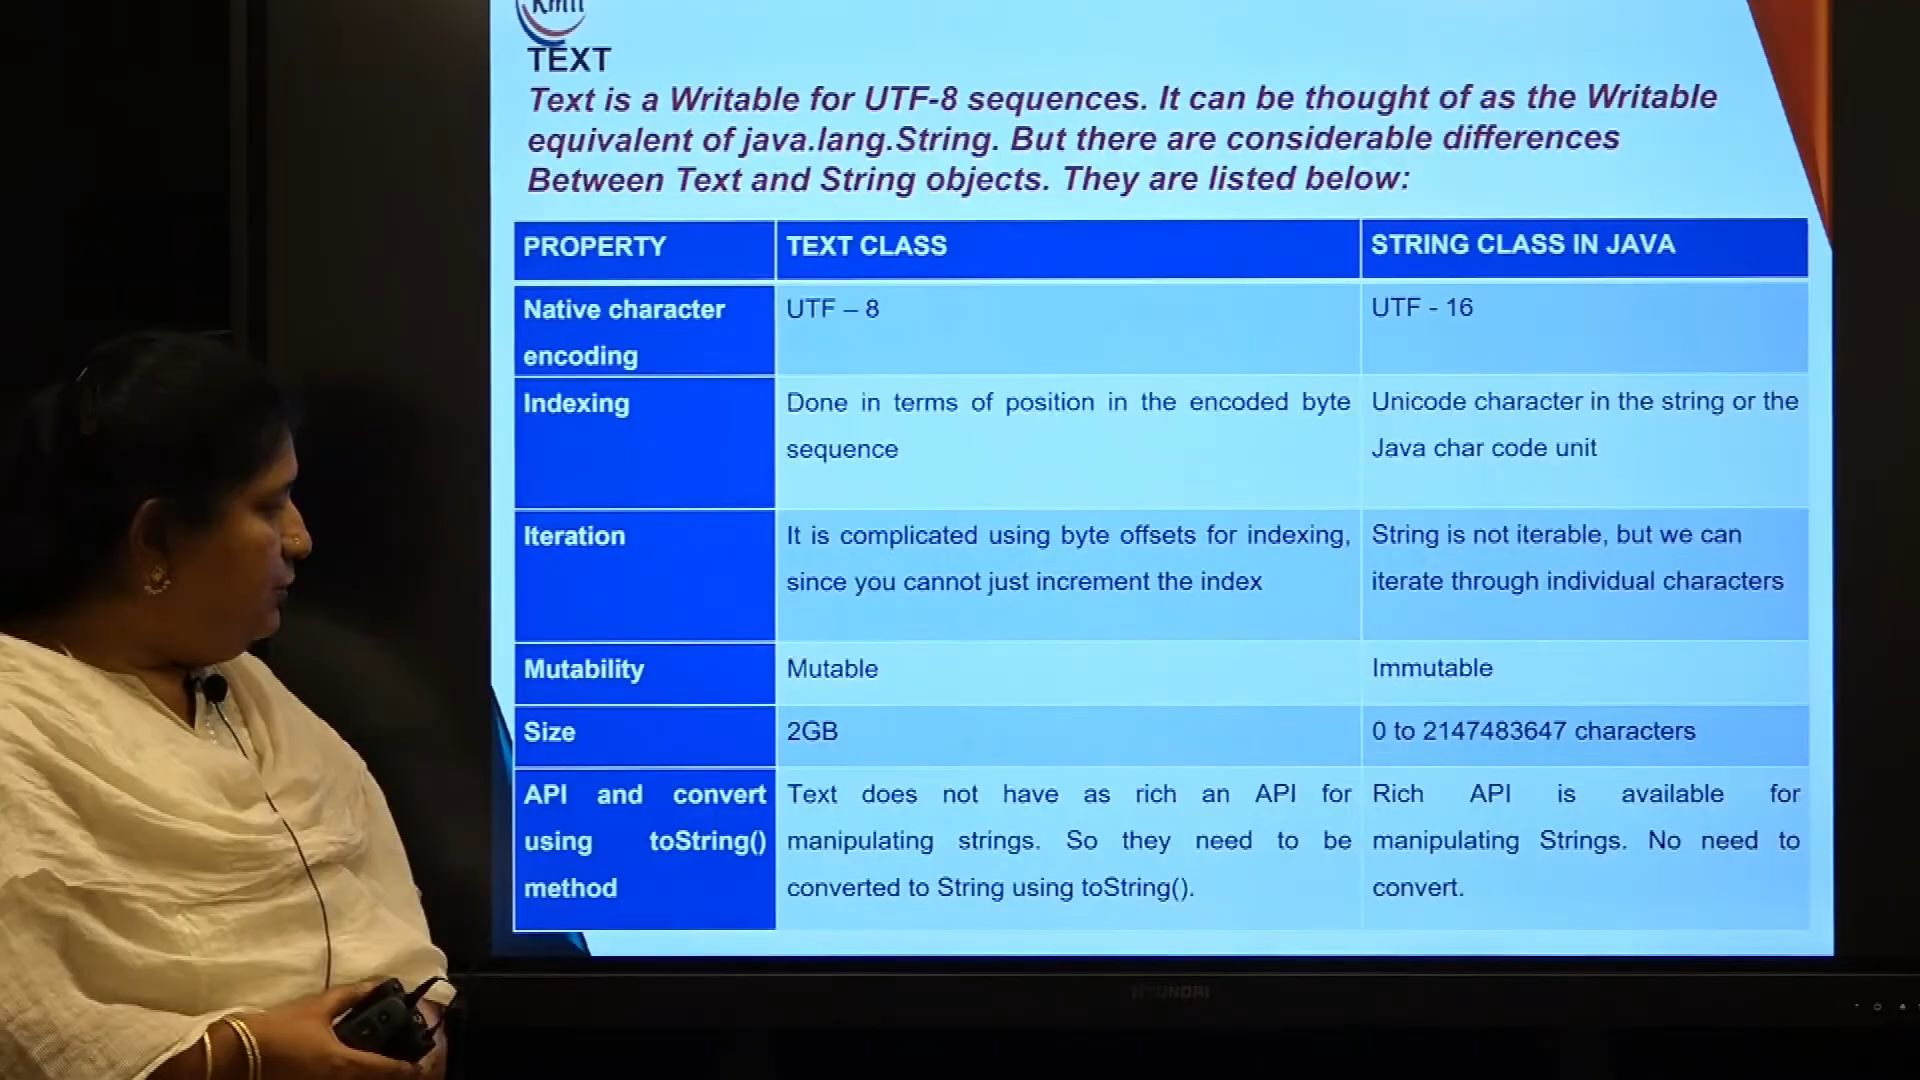 kmit
TEXT
Text is a Writable for UTF-8 sequences. It can be thought of as the Writable
equivalent of java.lang.String. But there are considerable differences
Between Text and String objects. They are listed below:
PROPERTY TEXT CLASS STRING CLASS IN JAVA
Native character
encoding
UTF – 8
UTF - 16
Indexing
Done in terms of position in the encoded byte
sequence
Unicode character in the string or the
Java char code unit
Iteration
It is complicated using byte offsets for indexing,
since you cannot just increment the index
String is not iterable, but we can
iterate through individual characters
Mutability
Mutable
Immutable
Size
2GB
0 to 2147483647 characters
API and convert
using toString()
method
Text does not have as rich an API for
manipulating strings. So they need to be
converted to String using toString().
Rich API is available for
manipulating Strings. No need to
convert.
HYUNDAI